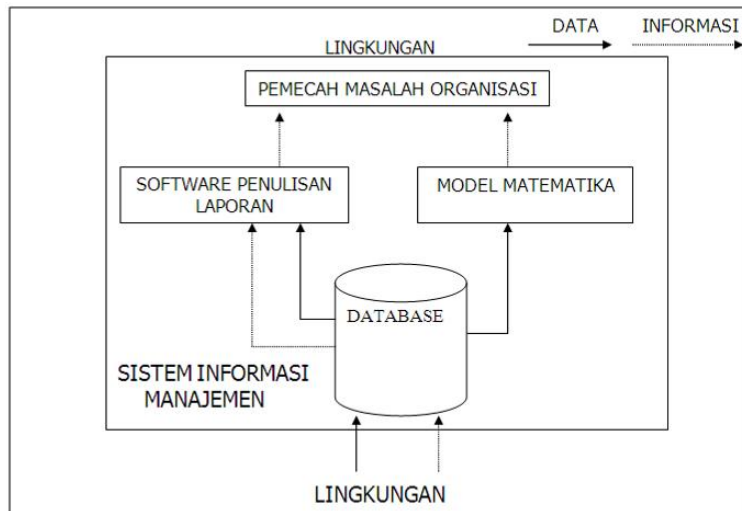 DATA
INFORMASI
LINGKUNGAN
PEMECAH MASALAH ORGANISASI
SOFTWARE PENULISAN
LAPORAN
MODEL MATEMATIKA
DATABASE
SISTEM INFORMASI
MANAJEMEN
LINGKUNGAN